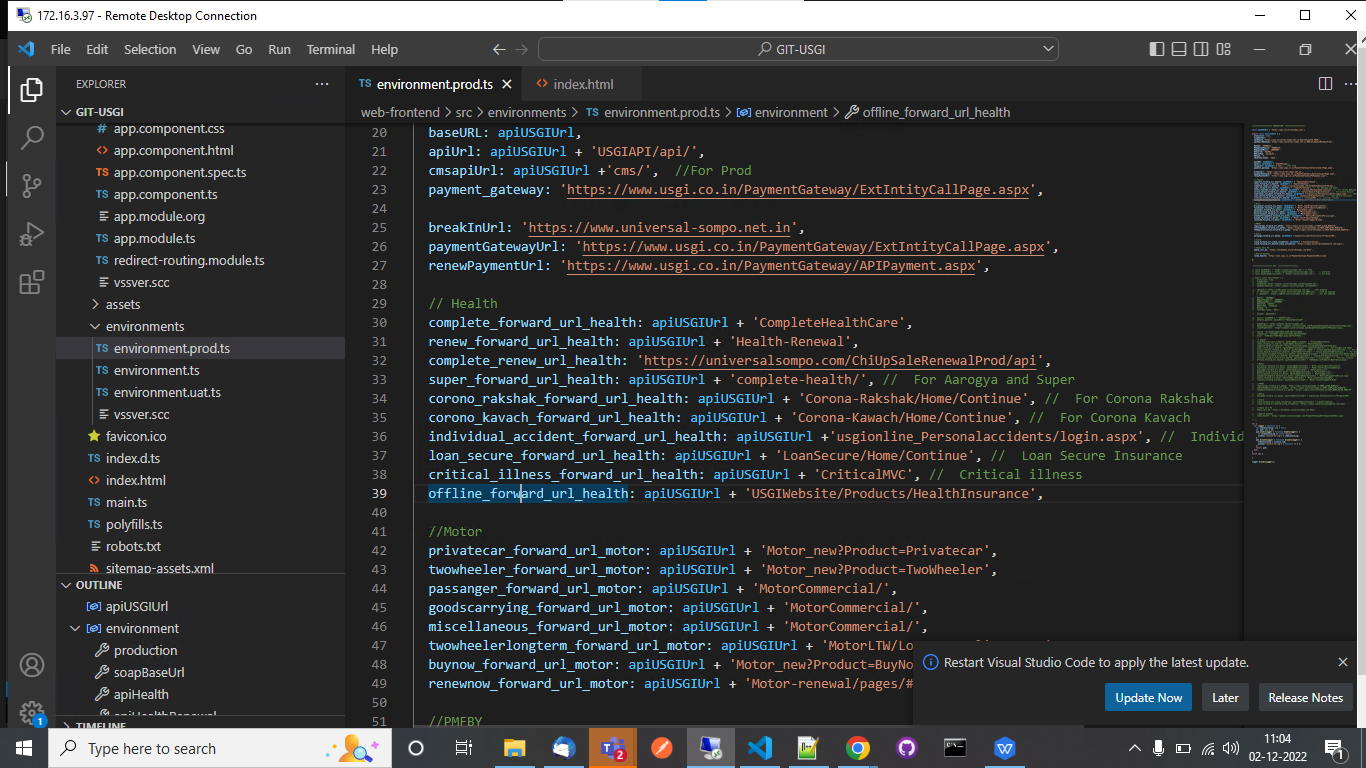 172.16.3.97 - Remote Desktop Connection
File Edit Selection View Go Run Terminal Help
GIT-USGI
EXPLORER
GIT-USGI
app.component.css
app.component.html
app.component.spec.ts
app.component.ts
app.module.org
app.module.ts
redirect-routing.module.ts
vssver.scc
assets
environments
environment.prod.ts
environment.ts
environment.uat.ts
vssver.scc
favicon.ico
index.d.ts
index.html
main.ts
polyfills.ts
robots.txt
sitemap-assets.xml
OUTLINE
apiUSGIUrl
environment
production
soapBaseUrl
apiHealth
apiHealthRenewal
TIMELINE
environment.prod.ts
index.html
web-frontend > src > environments > TS environment.prod.ts > environment > offline_forward_url_health
20 baseURL: apiUSGIUrl,
21 apiUrl: apiUSGIUrl + 'USGIAPI/api/',
22 cmsapiUrl: apiUSGIUrl +'cms/', //For Prod
23 payment_gateway: 'https://www.usgi.co.in/PaymentGateway/ExtIntityCallPage.aspx',
24
25 breakInUrl: 'https://www.universal-sompo.net.in',
26 paymentGatewayUrl: 'https://www.usgi.co.in/PaymentGateway/ExtIntityCallPage.aspx',
27 renewPaymentUrl: 'https://www.usgi.co.in/PaymentGateway/APIPayment.aspx',
28
29 // Health
30 complete_forward_url_health: apiUSGIUrl + 'CompleteHealthCare',
31 renew_forward_url_health: apiUSGIUrl + 'Health-Renewal',
32 complete_renew_url_health: 'https://universalsompo.com/ChiUpSaleRenewalProd/api',
33 super_forward_url_health: apiUSGIUrl + 'complete-health/', // For Aarogya and Super
34 corono_rakshak_forward_url_health: apiUSGIUrl + 'Corona-Rakshak/Home/Continue', // For Corona Rakshak
35 corono_kavach_forward_url_health: apiUSGIUrl + 'Corona-Kawach/Home/Continue', // For Corona Kavach
36 individual_accident_forward_url_health: apiUSGIUrl +'usgionline_Personalaccidents/login.aspx', // Individ
37 loan_secure_forward_url_health: apiUSGIUrl + 'LoanSecure/Home/Continue', // Loan Secure Insurance
38 critical_illness_forward_url_health: apiUSGIUrl + 'CriticalMVC', // Critical illness
39 offline_forward_url_health: apiUSGIUrl + 'USGIWebsite/Products/HealthInsurance',
40
41 //Motor
42 privatecar_forward_url_motor: apiUSGIUrl + 'Motor_new?Product=Privatecar',
43 twowheeler_forward_url_motor: apiUSGIUrl + 'Motor_new?Product=TwoWheeler',
44 passanger_forward_url_motor: apiUSGIUrl + 'MotorCommercial/',
45 goodscarrying_forward_url_motor: apiUSGIUrl + 'MotorCommercial/',
46 miscellaneous_forward_url_motor: apiUSGIUrl + 'MotorCommercial/',
47 twowheelerlongterm_forward_url_motor: apiUSGIUrl + 'MotorLTW/Lo
48 buynow_forward_url_motor: apiUSGIUrl + 'Motor_new?Product=BuyNo
49 renewnow_forward_url_motor: apiUSGIUrl + 'Motor-renewal/pages/#
50
51 //PMFBY
Restart Visual Studio Code to apply the latest update.
Update Now Later Release Notes
Type here to search
11:04
02-12-2022